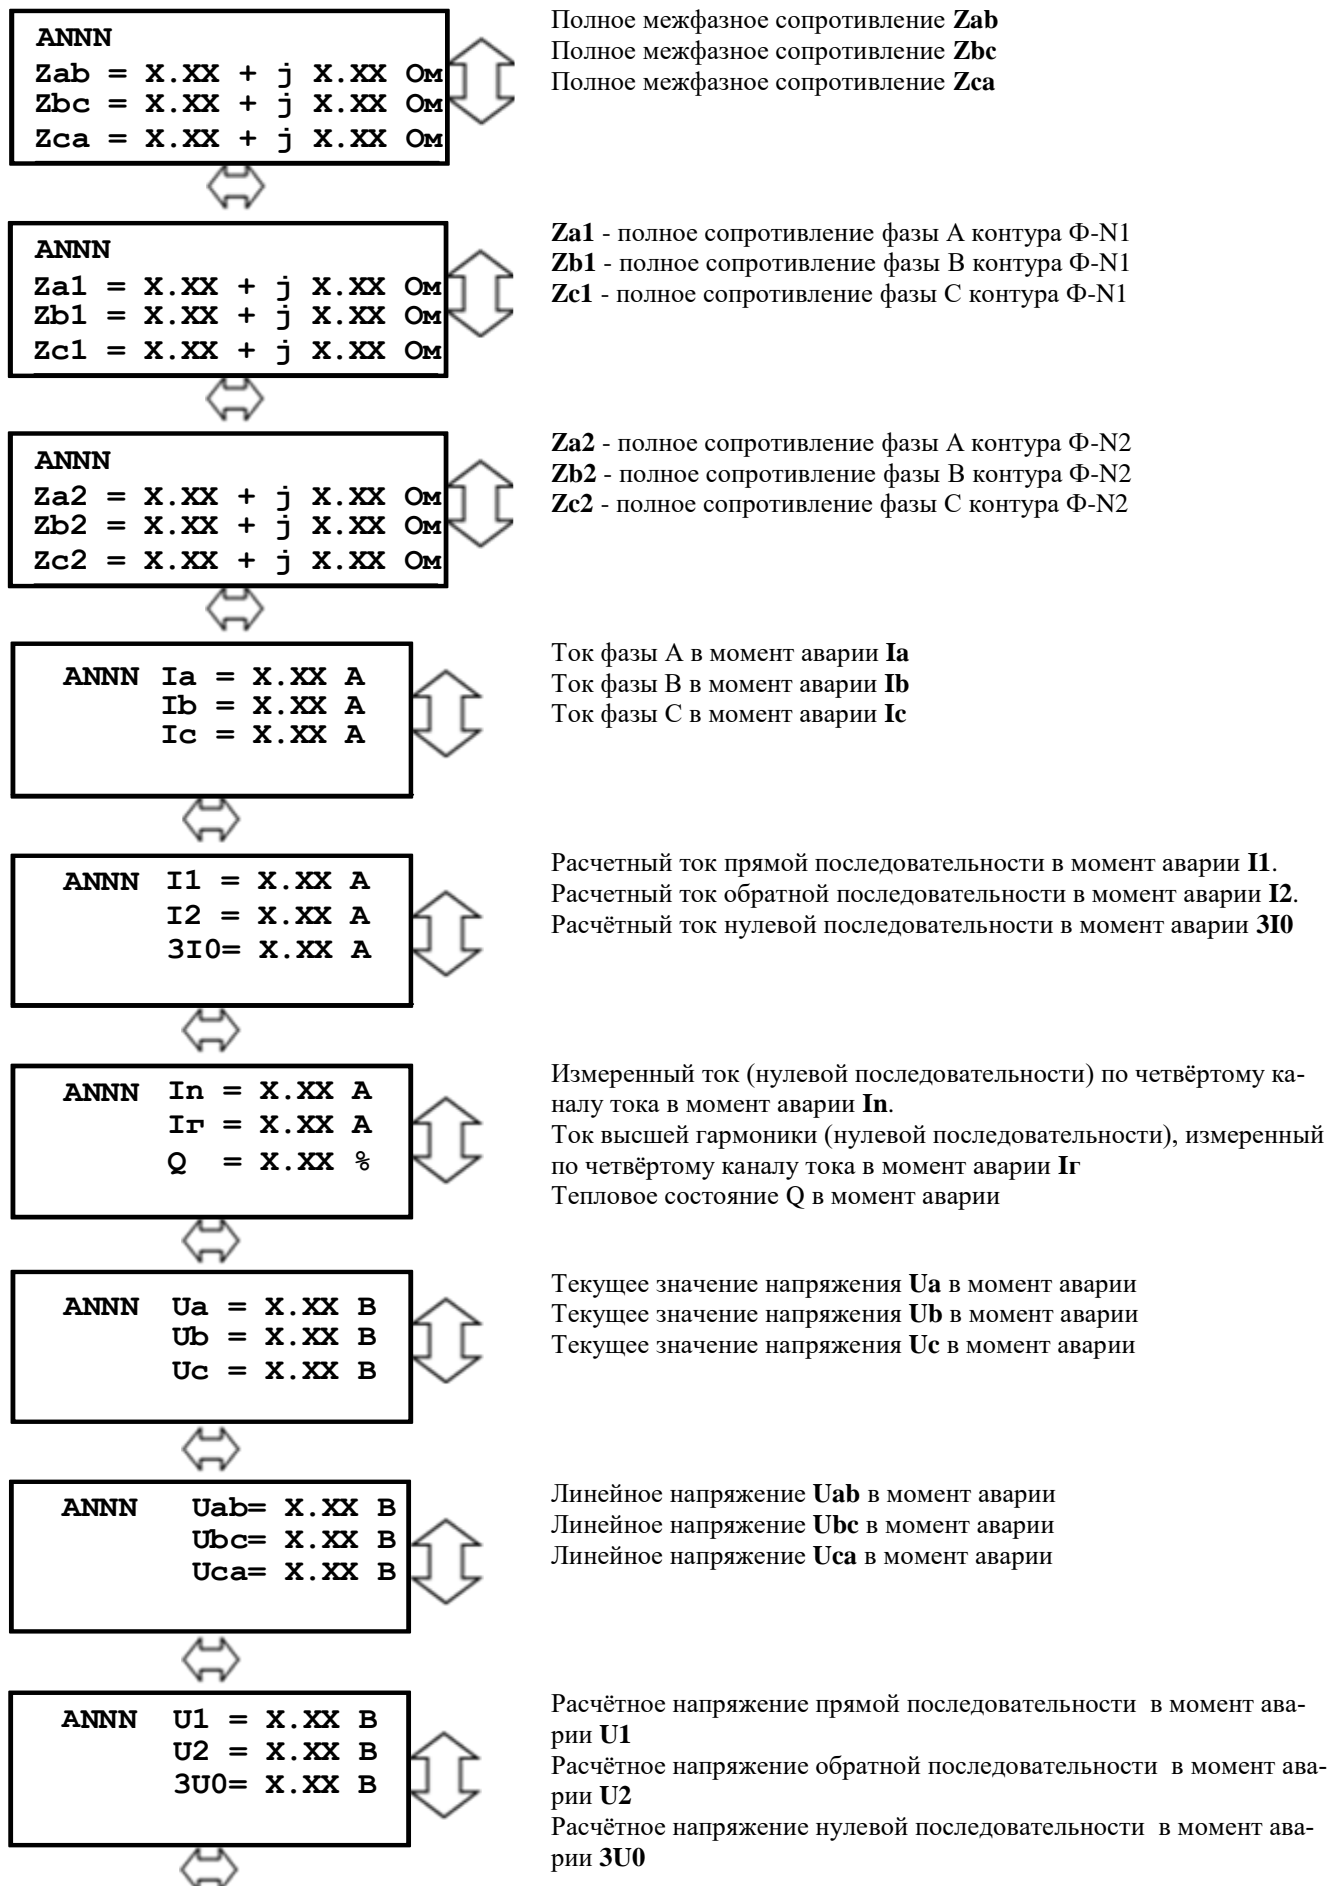 ANNN
Zab = X.XX + j X.XX Ом
Zbc = X.XX + j X.XX Ом
Zca = X.XX + j X.XX Ом
Полное межфазное сопротивление Zab
Полное межфазное сопротивление Zbc
Полное межфазное сопротивление Zca
ANNN
Za1 = X.XX + j X.XX Ом
Zb1 = X.XX + j X.XX Ом
Zc1 = X.XX + j X.XX Ом
Za1 - полное сопротивление фазы А контура Ф-N1
Zb1 - полное сопротивление фазы В контура Ф-N1
Zc1 - полное сопротивление фазы С контура Ф-N1
ANNN
Za2 = X.XX + j X.XX Ом
Zb2 = X.XX + j X.XX Ом
Zc2 = X.XX + j X.XX Ом
Za2 - полное сопротивление фазы А контура Ф-N2
Zb2 - полное сопротивление фазы В контура Ф-N2
Zc2 - полное сопротивление фазы С контура Ф-N2
ANNN Ia = X.XX A
Ib = X.XX A
Ic = X.XX A
Ток фазы А в момент аварии Ia
Ток фазы В в момент аварии Ib
Ток фазы С в момент аварии Ic
ANNN I1 = X.XX A
I2 = X.XX A
3I0= X.XX A
Расчетный ток прямой последовательности в момент аварии I1.
Расчетный ток обратной последовательности в момент аварии I2.
Расчётный ток нулевой последовательности в момент аварии 3I0
ANNN In = X.XX A
Iг = X.XX A
Q = X.XX %
Измеренный ток (нулевой последовательности) по четвёртому ка-
налу тока в момент аварии In.
Ток высшей гармоники (нулевой последовательности), измеренный
по четвёртому каналу тока в момент аварии Iг
Тепловое состояние Q в момент аварии
ANNN Ua = X.XX В
Ub = X.XX В
Uc = X.XX В
Текущее значение напряжения Ua в момент аварии
Текущее значение напряжения Ub в момент аварии
Текущее значение напряжения Uc в момент аварии
ANNN Uab= X.XX В
Ubc= X.XX В
Uca= X.XX В
Линейное напряжение Uab в момент аварии
Линейное напряжение Ubc в момент аварии
Линейное напряжение Uca в момент аварии
ANNN U1 = X.XX В
U2 = X.XX В
3U0= X.XX В
Расчётное напряжение прямой последовательности в момент ава-
рии U1
Расчётное напряжение обратной последовательности в момент ава-
рии U2
Расчётное напряжение нулевой последовательности в момент ава-
рии 3U0